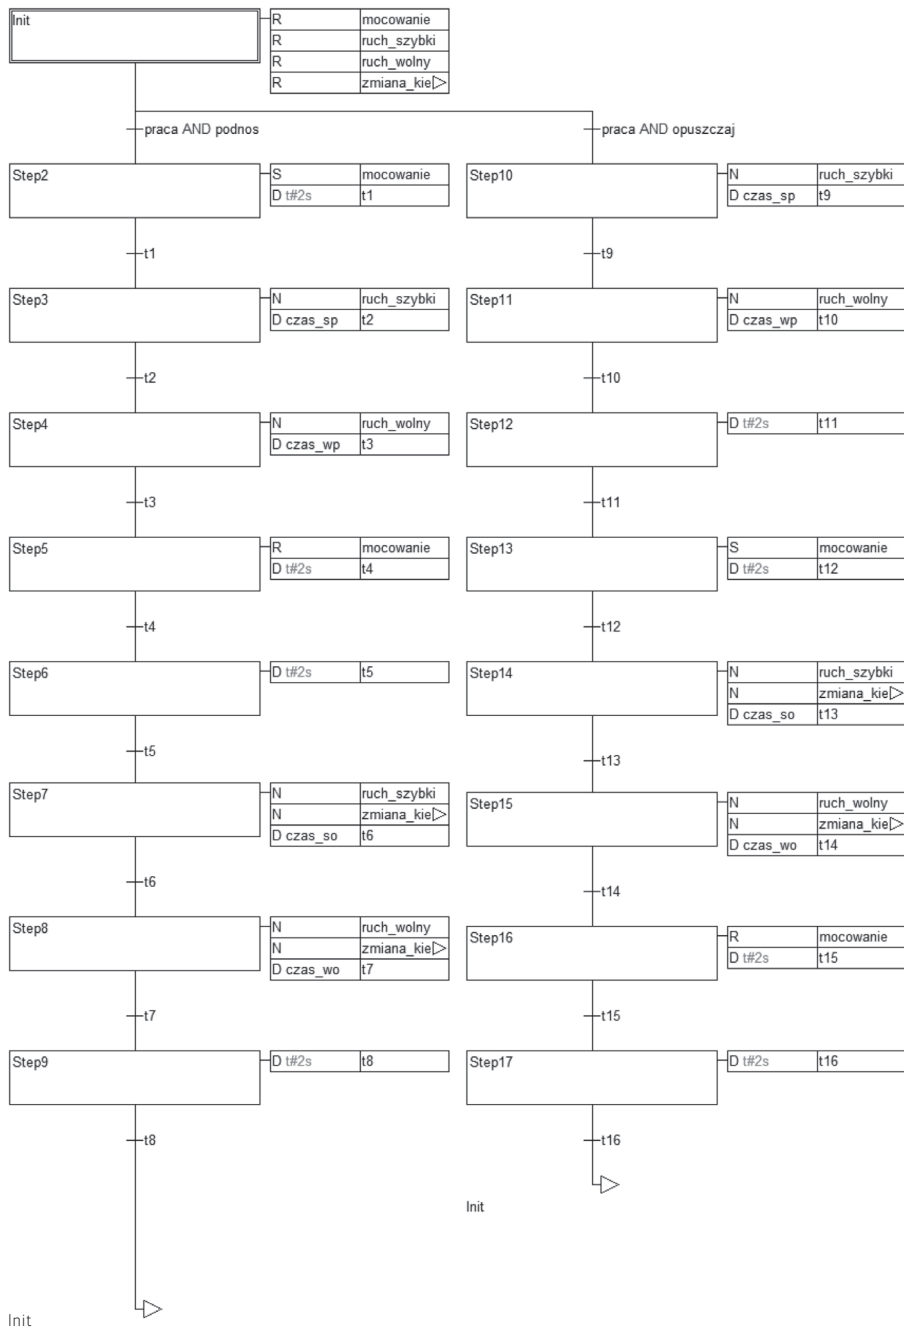 Init
R mocowanie
R ruch_szybki
R ruch_wolny
R zmiana_kie
praca AND podnos
Step2
S mocowanie
D t#2s t1
t1
Step3
N ruch_szybki
D czas_sp t2
t2
Step4
N ruch_wolny
D czas_wp t3
t3
Step5
R mocowanie
D t#2s t4
t4
Step6
D t#2s t5
t5
Step7
N ruch_szybki
N zmiana_kie
D czas_so t6
t6
Step8
N ruch_wolny
N zmiana_kie
D czas_wo t7
t7
Step9
D t#2s t8
t8
Init
praca AND opuszczaj
Step10
N ruch_szybki
D czas_sp t9
t9
Step11
N ruch_wolny
D czas_wp t10
t10
Step12
D t#2s t11
t11
Step13
S mocowanie
D t#2s t12
t12
Step14
N ruch_szybki
N zmiana_kie
D czas_so t13
t13
Step15
N ruch_wolny
N zmiana_kie
D czas_wo t14
t14
Step16
R mocowanie
D t#2s t15
t15
Step17
D t#2s t16
t16
Init